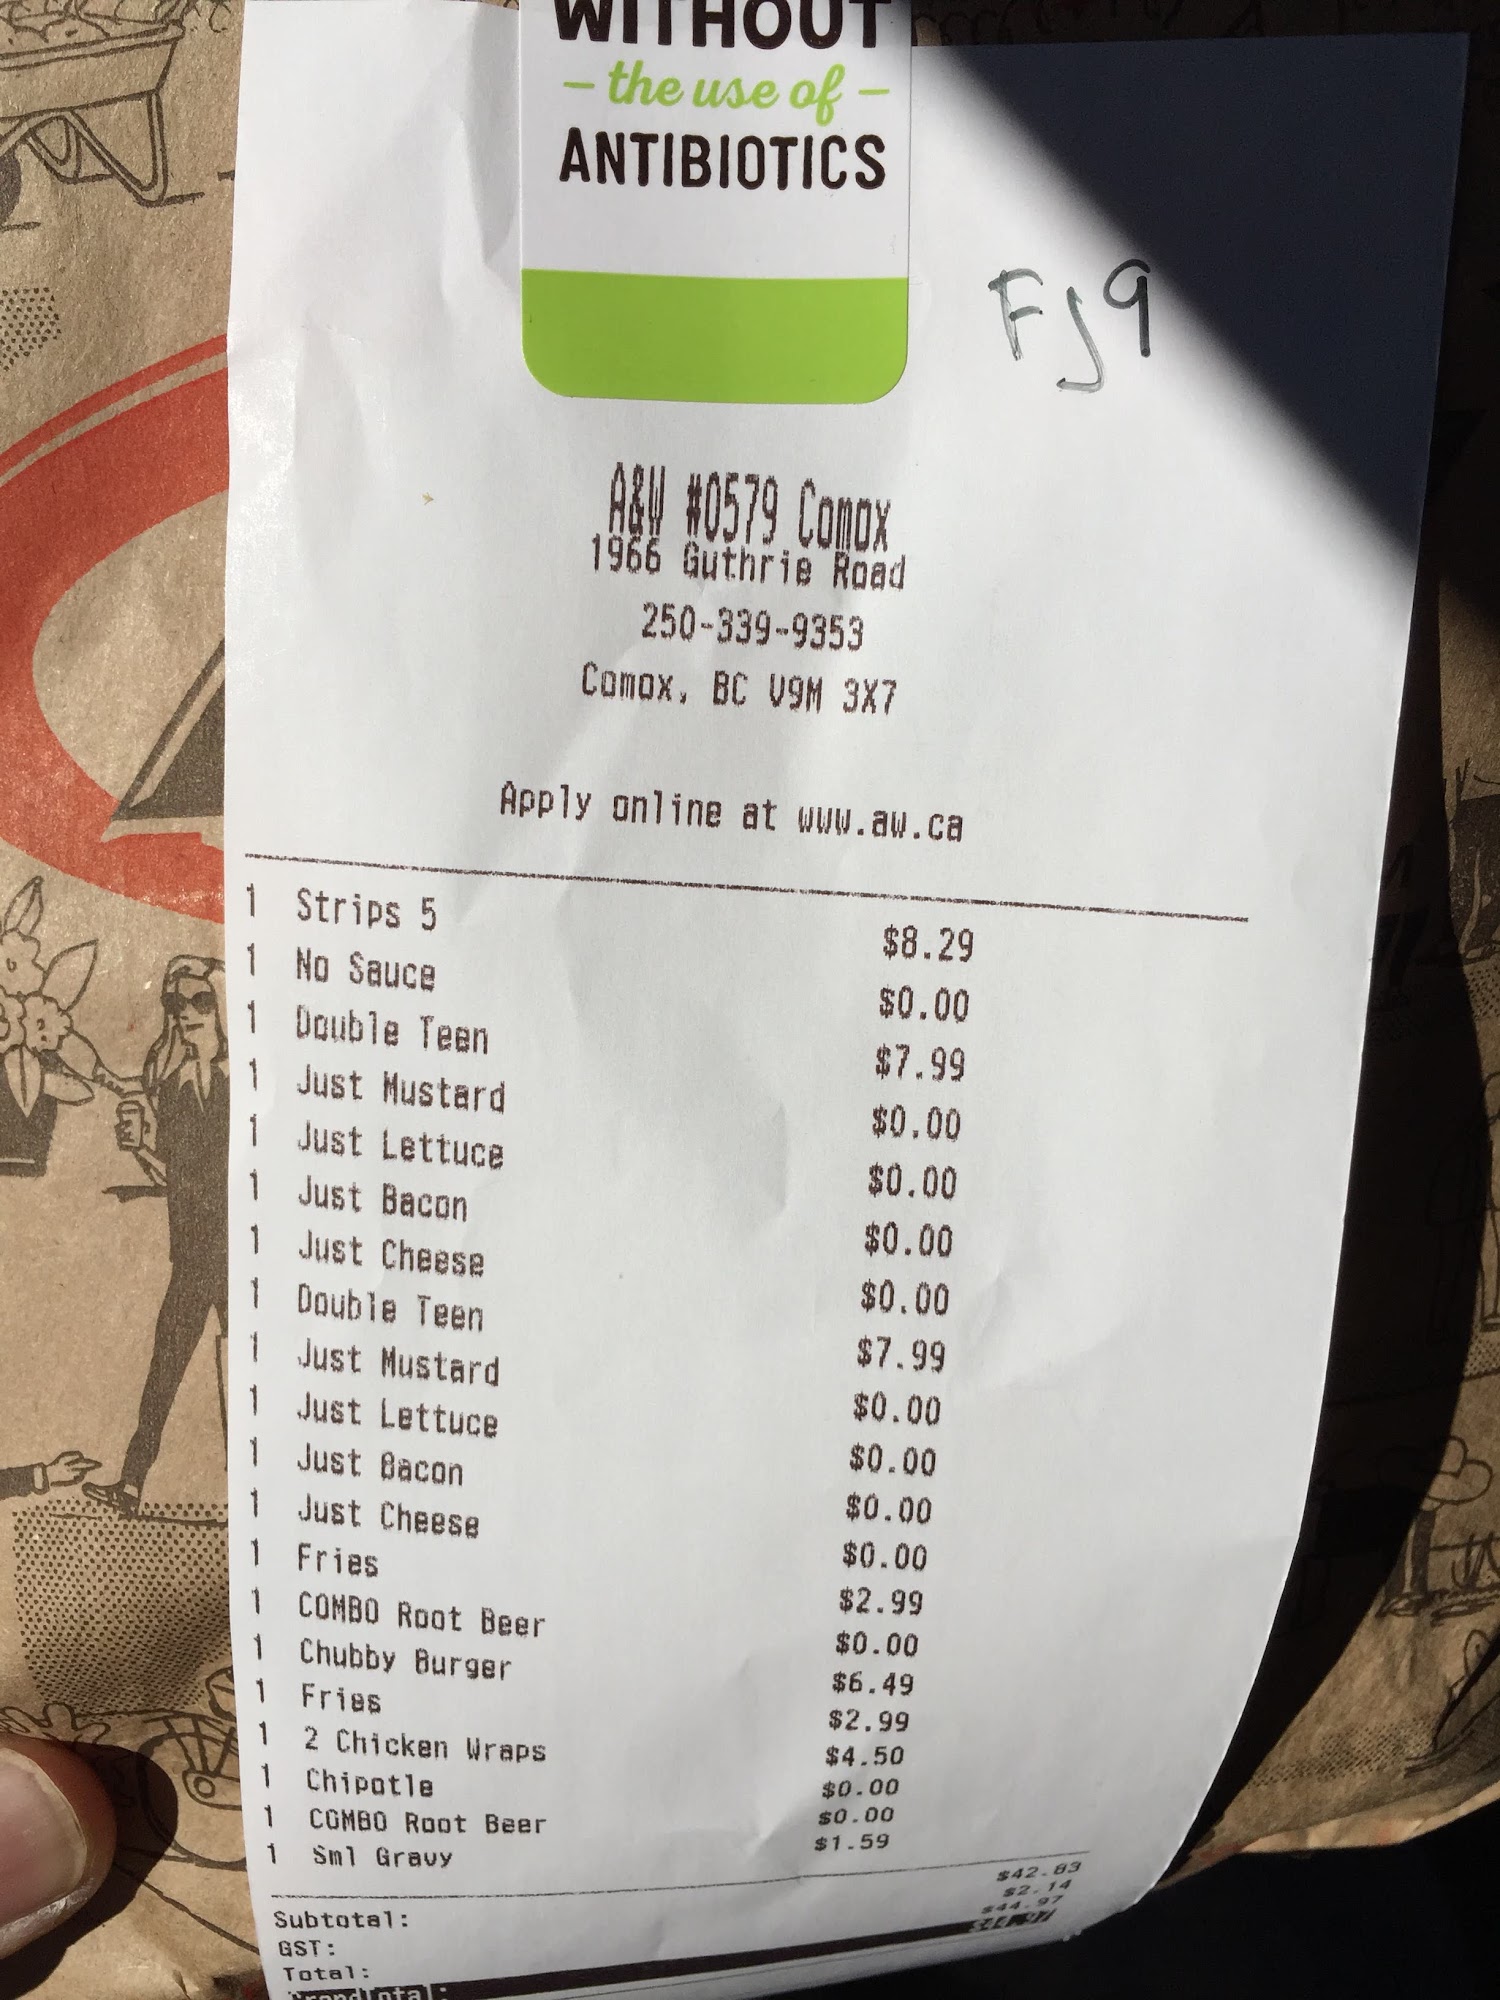 WITHOUT
– the use of –
ANTIBIOTICS
FJ9
A&W #0579 Comox
1966 Guthrie Road
250-339-9353
Comox, BC V9M 3X7
Apply online at www.aw.ca
1 Strips 5 $8.29
1 No Sauce $0.00
1 Double Teen $7.99
1 Just Mustard $0.00
1 Just Lettuce $0.00
1 Just Bacon $0.00
1 Just Cheese $0.00
1 Double Teen $7.99
1 Just Mustard $0.00
1 Just Lettuce $0.00
1 Just Bacon $0.00
1 Just Cheese $0.00
1 Fries $2.99
1 COMBO Root Beer $0.00
1 Chubby Burger $6.49
1 Fries $2.99
1 2 Chicken Wraps $4.50
1 Chipotle $0.00
1 COMBO Root Beer $0.00
1 Sml Gravy $1.59
Subtotal: $42.83
GST: $2.14
Total: $44.97
GrandTotal: $44.97